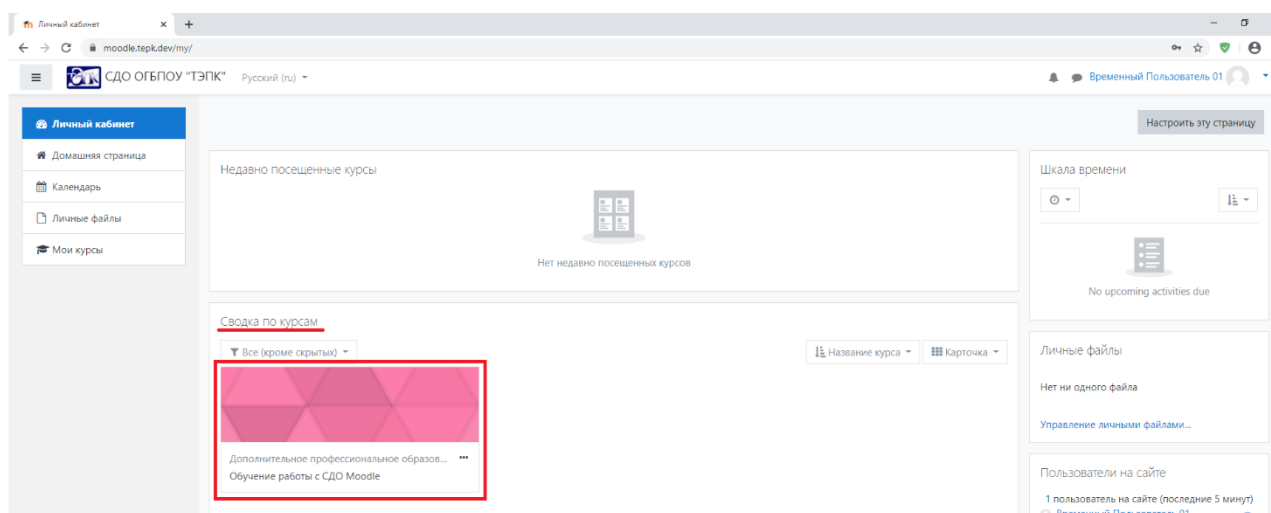 Личный кабинет
moodle.tepk.dev/my/
СДО ОГБПОУ "ТЭПК" Русский (ru)
Временный Пользователь 01
Личный кабинет
Домашняя страница
Календарь
Личные файлы
Мои курсы
Настроить эту страницу
Недавно посещенные курсы
Нет недавно посещенных курсов
Сводка по курсам
Все (кроме скрытых)
Название курса
Карточка
Дополнительное профессиональное образов...
Обучение работы с СДО Moodle
Шкала времени
No upcoming activities due
Личные файлы
Нет ни одного файла
Управление личными файлами...
Пользователи на сайте
1 пользователь на сайте (последние 5 минут)
Временный Пользователь 01